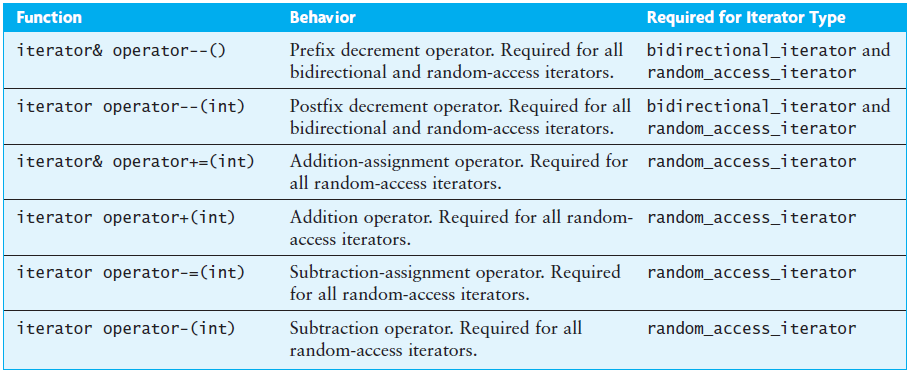 Function Behavior Required for Iterator Type
iterator& operator--() Prefix decrement operator. Required for all bidirectional_iterator and
bidirectional and random-access iterators. random_access_iterator
iterator operator--(int) Postfix decrement operator. Required for all bidirectional_iterator and
bidirectional and random-access iterators. random_access_iterator
iterator& operator+=(int) Addition-assignment operator. Required for random_access_iterator
all random-access iterators.
iterator operator+(int) Addition operator. Required for all random- random_access_iterator
access iterators.
iterator operator-=(int) Subtraction-assignment operator. Required random_access_iterator
for all random-access iterators.
iterator operator-(int) Subtraction operator. Required for all random_access_iterator
random-access iterators.